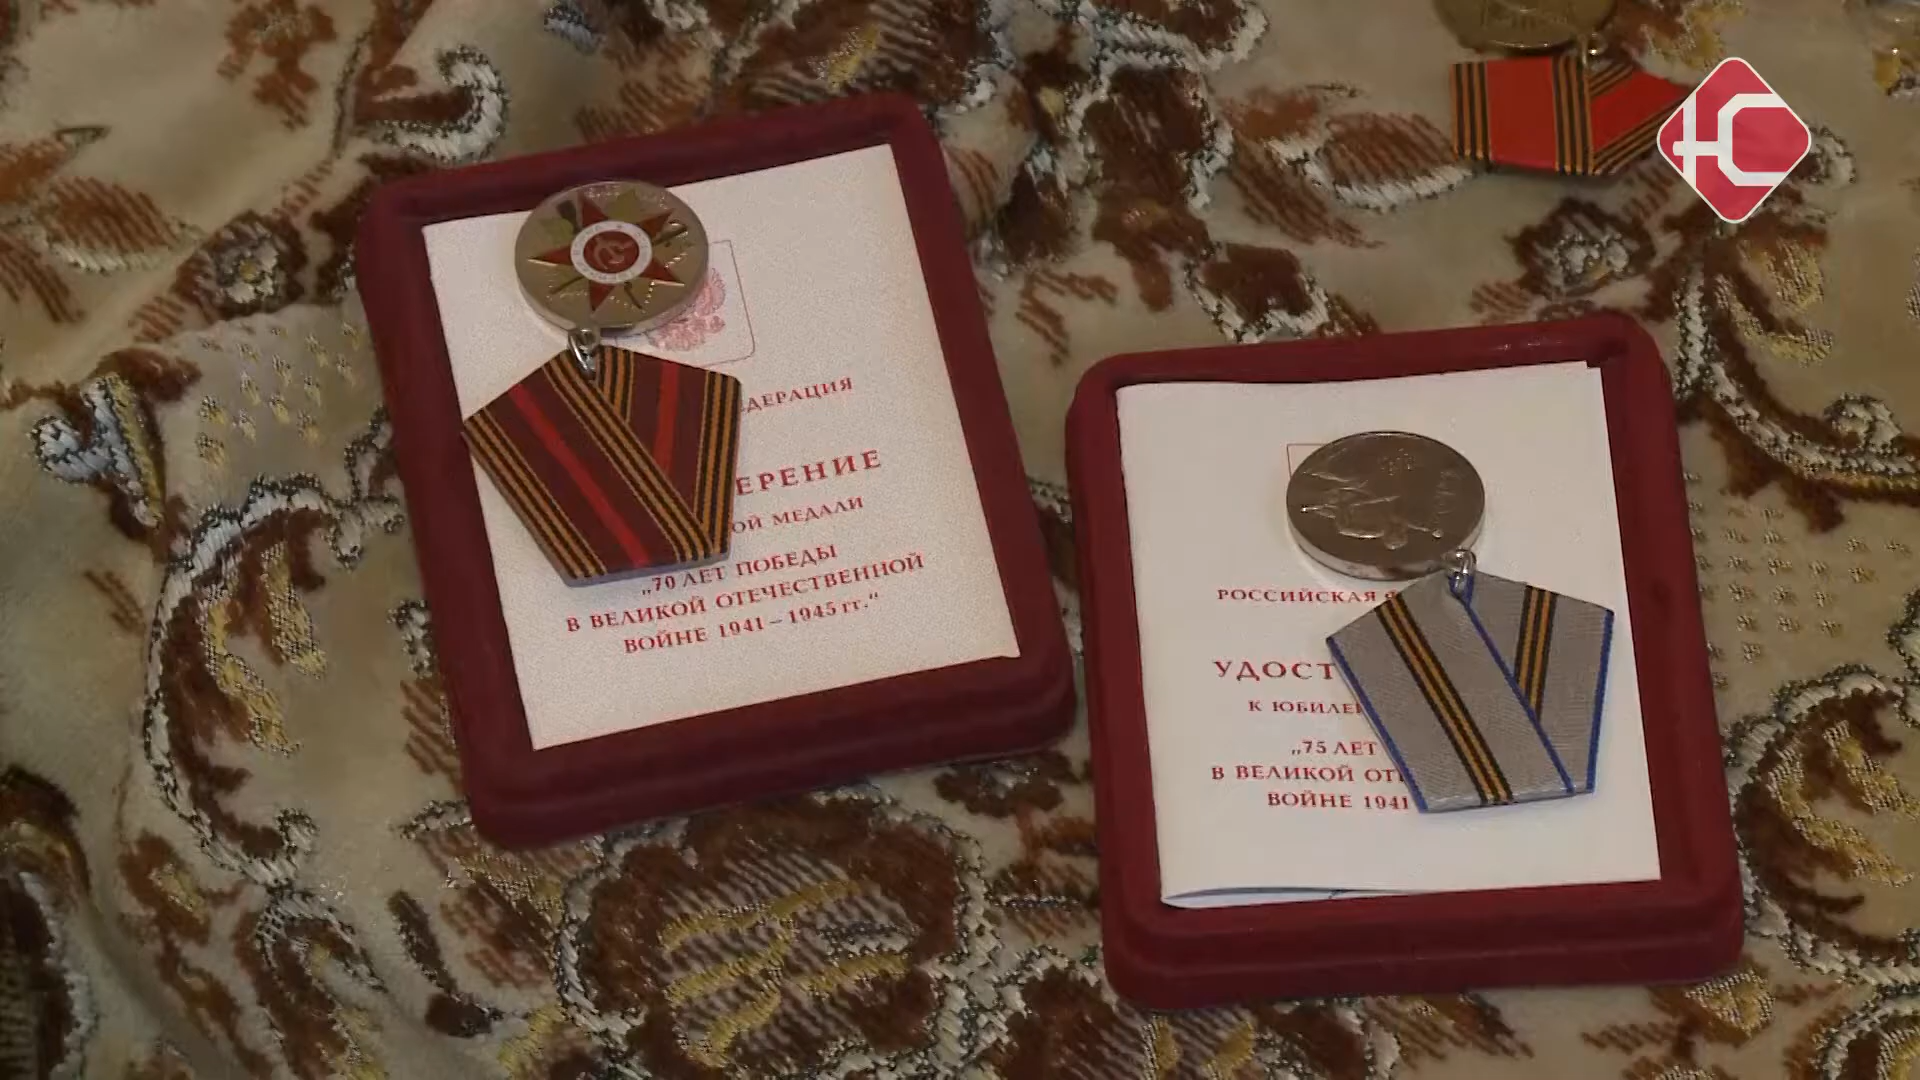 ДЕРАЦИЯ
ЕРЕНИЕ
ОЙ МЕДАЛИ
„70 ЛЕТ ПОБЕДЫ
В ВЕЛИКОЙ ОТЕЧЕСТВЕННОЙ
ВОЙНЕ 1941–1945 гг.“
РОССИЙСКАЯ Ф
УДОСТ
К ЮБИЛЕЙ
„75 ЛЕТ
В ВЕЛИКОЙ ОТЕ
ВОЙНЕ 1941
Ю С